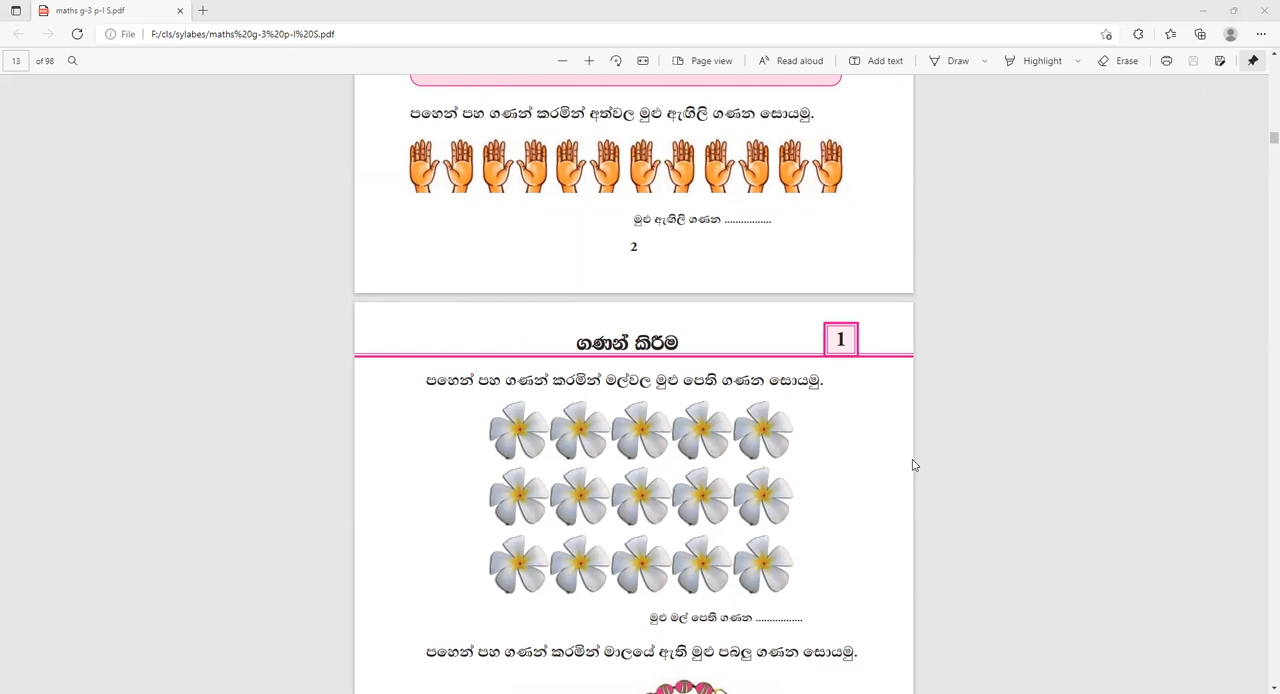 maths g-3 p-I S.pdf
File F:/cls/sylabes/maths%20g-3%20p-I%20S.pdf
13 of 98 Page view Read aloud Add text Draw Highlight Erase
පහෙන් පහ ගණන් කරමින් අත්වල මුළු ඇඟිලි ගණන සොයමු.
මුළු ඇඟිලි ගණන .................
2
ගණන් කිරීම 1
පහෙන් පහ ගණන් කරමින් මල්වල මුළු පෙති ගණන සොයමු.
මුළු මල් පෙති ගණන .................
පහෙන් පහ ගණන් කරමින් මාලයේ ඇති මුළු පබලු ගණන සොයමු.